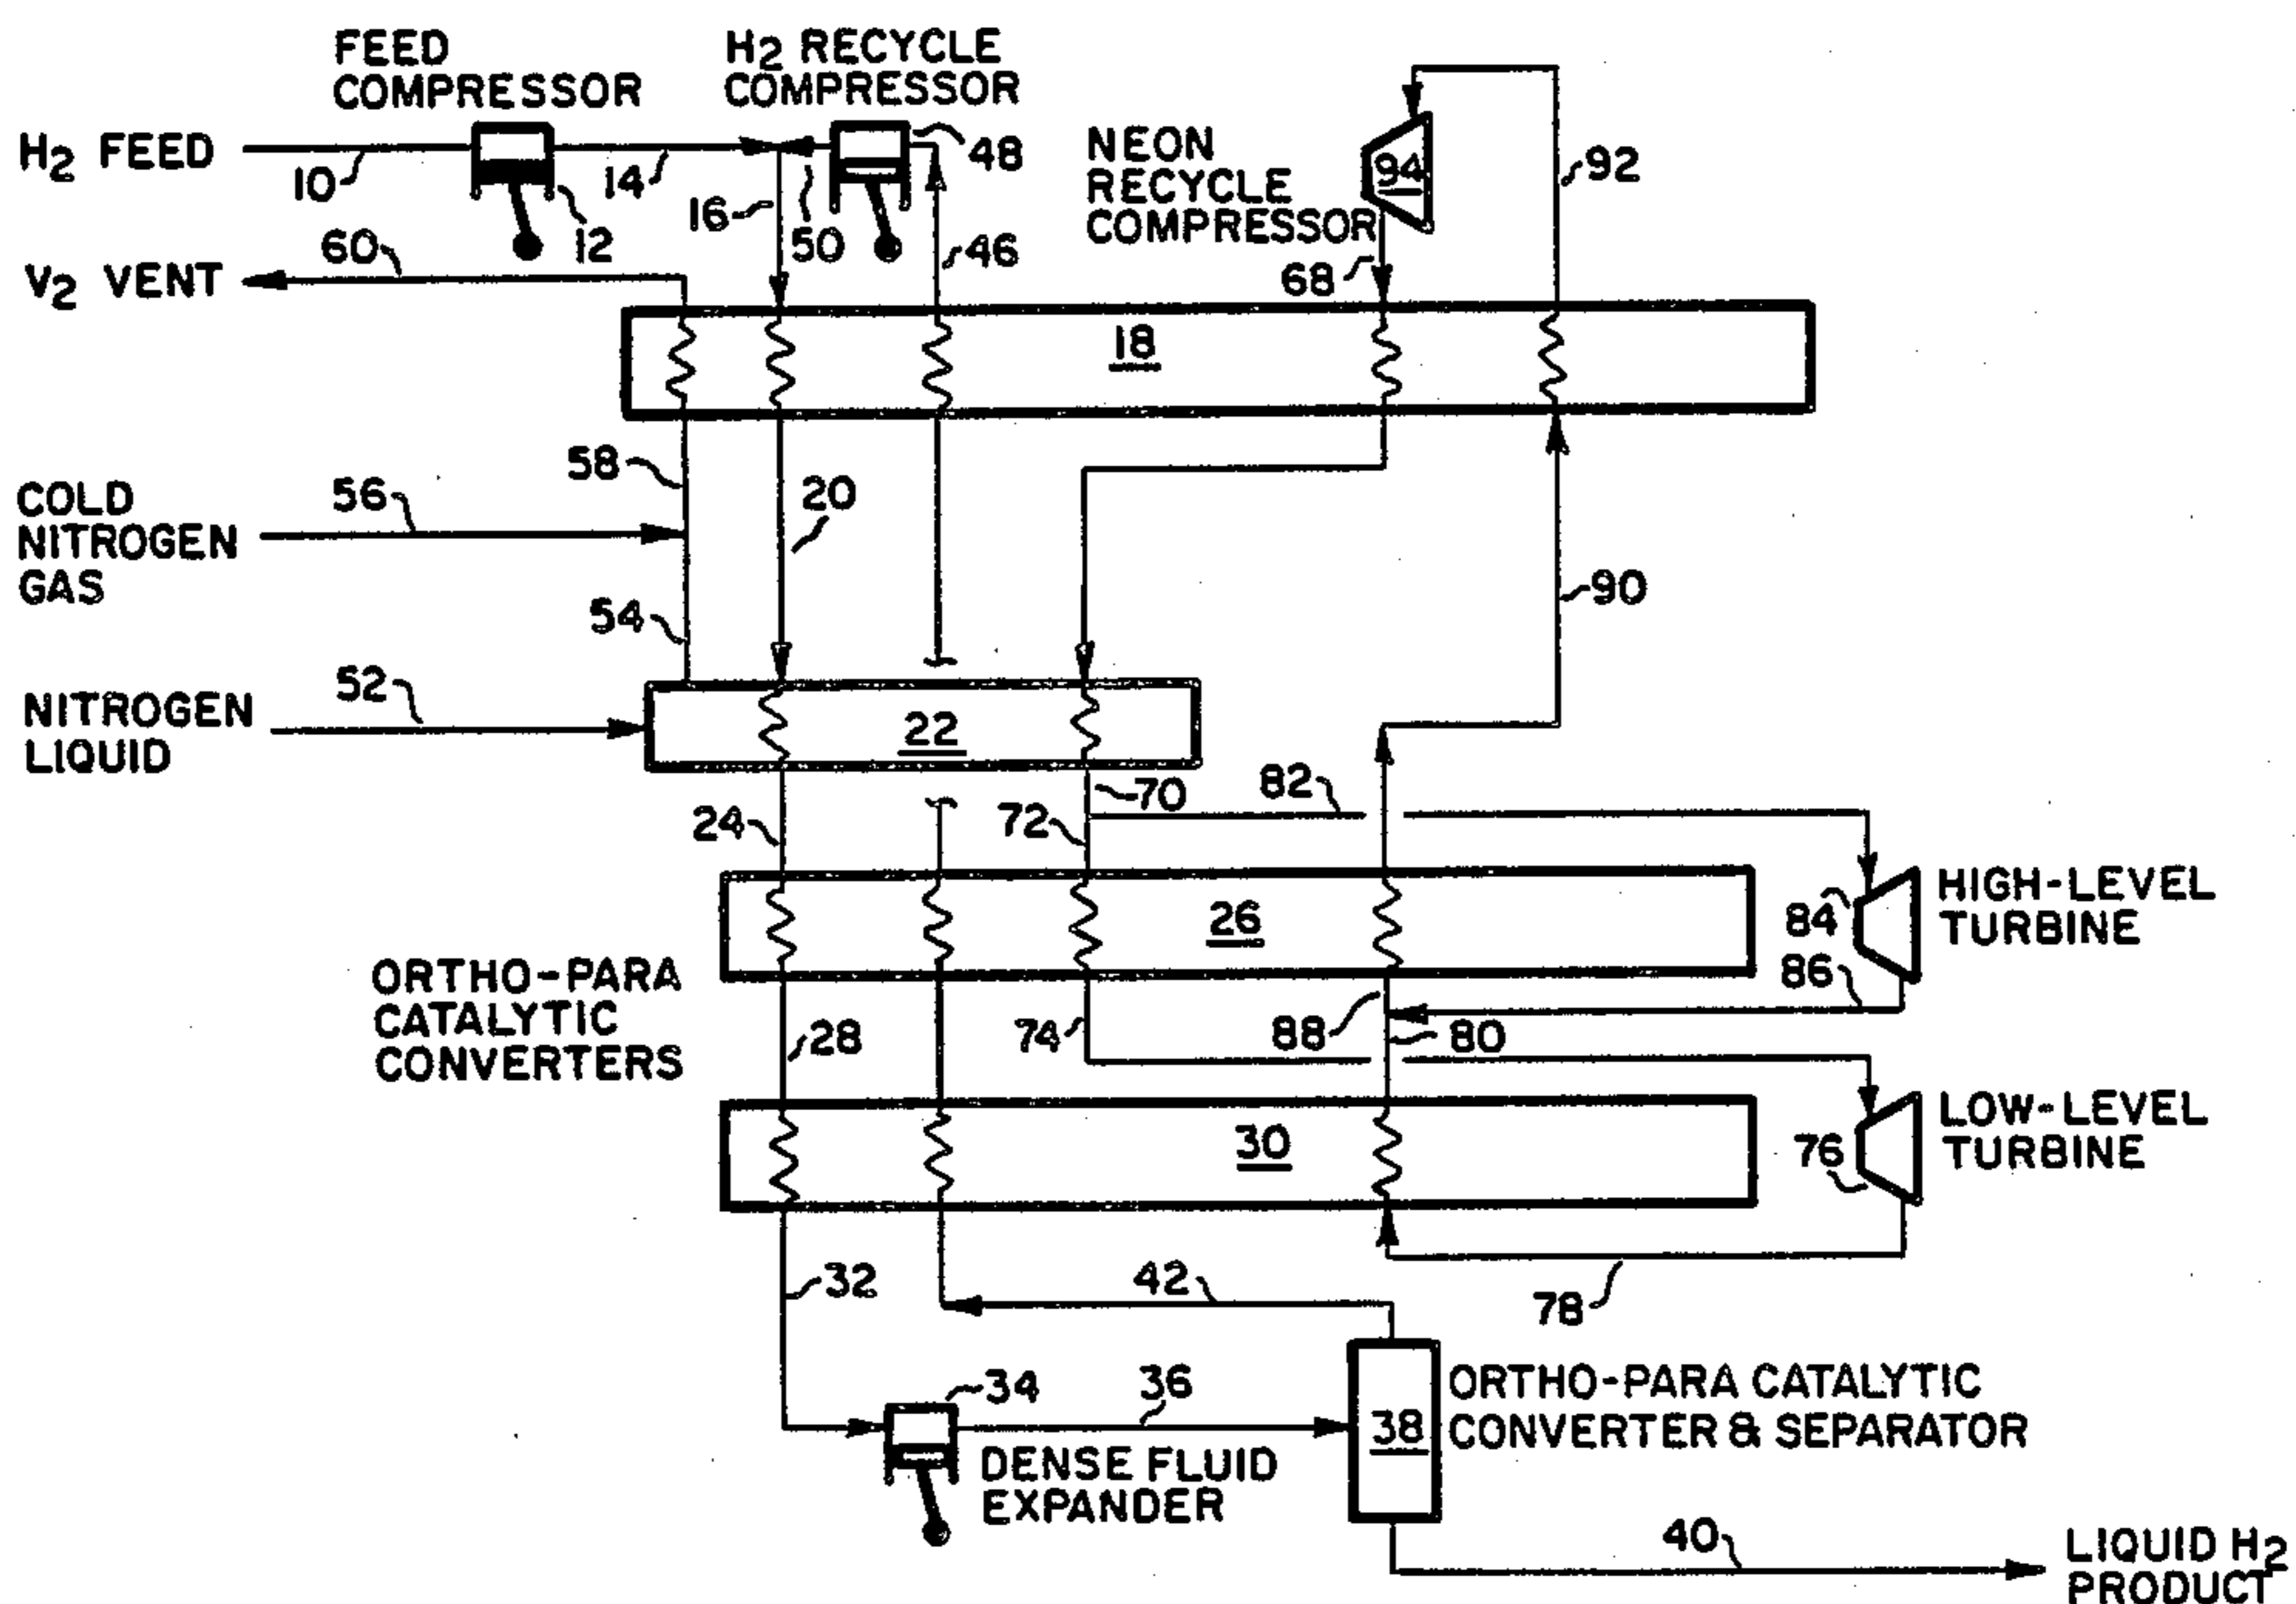 FEED
COMPRESSOR
H2 RECYCLE
COMPRESSOR
H2 FEED
10
12
14
16
50
48
46
NEON
RECYCLE
COMPRESSOR
94
92
68
V2 VENT
60
18
58
20
COLD
NITROGEN
GAS
56
54
90
NITROGEN
LIQUID
52
22
70
82
24
72
26
84
HIGH-LEVEL
TURBINE
86
ORTHO-PARA
CATALYTIC
CONVERTERS
28
74
88
80
30
76
LOW-LEVEL
TURBINE
32
42
78
34
36
38
ORTHO-PARA CATALYTIC
CONVERTER & SEPARATOR
DENSE FLUID
EXPANDER
40
LIQUID H2
PRODUCT